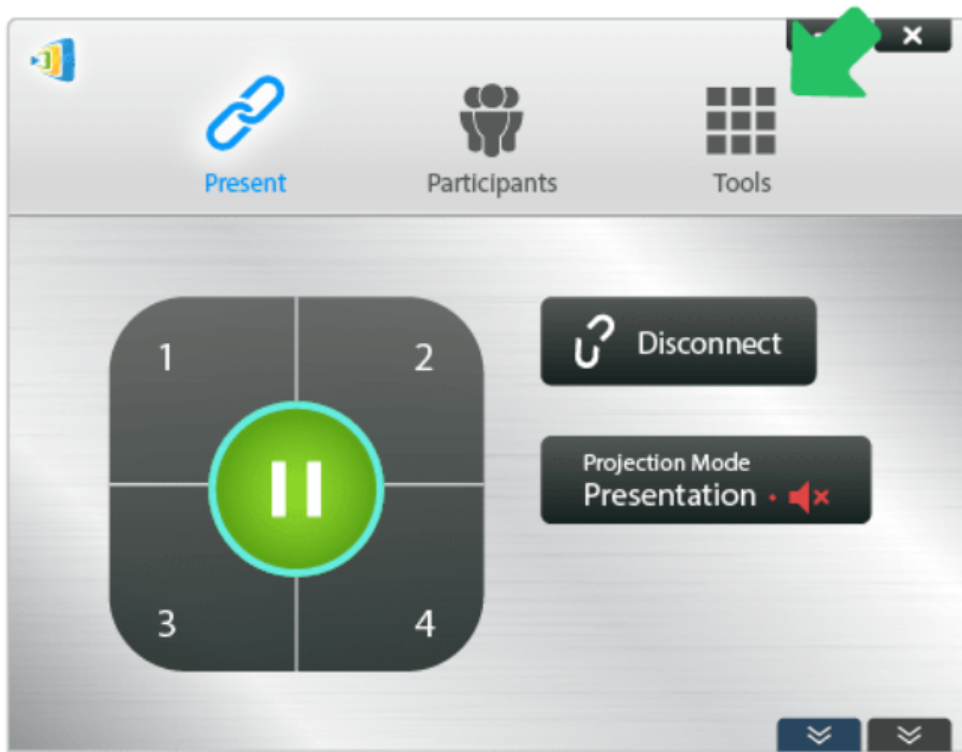 Present
Participants
Tools
1
2
Disconnect
Projection Mode
Presentation
3
4